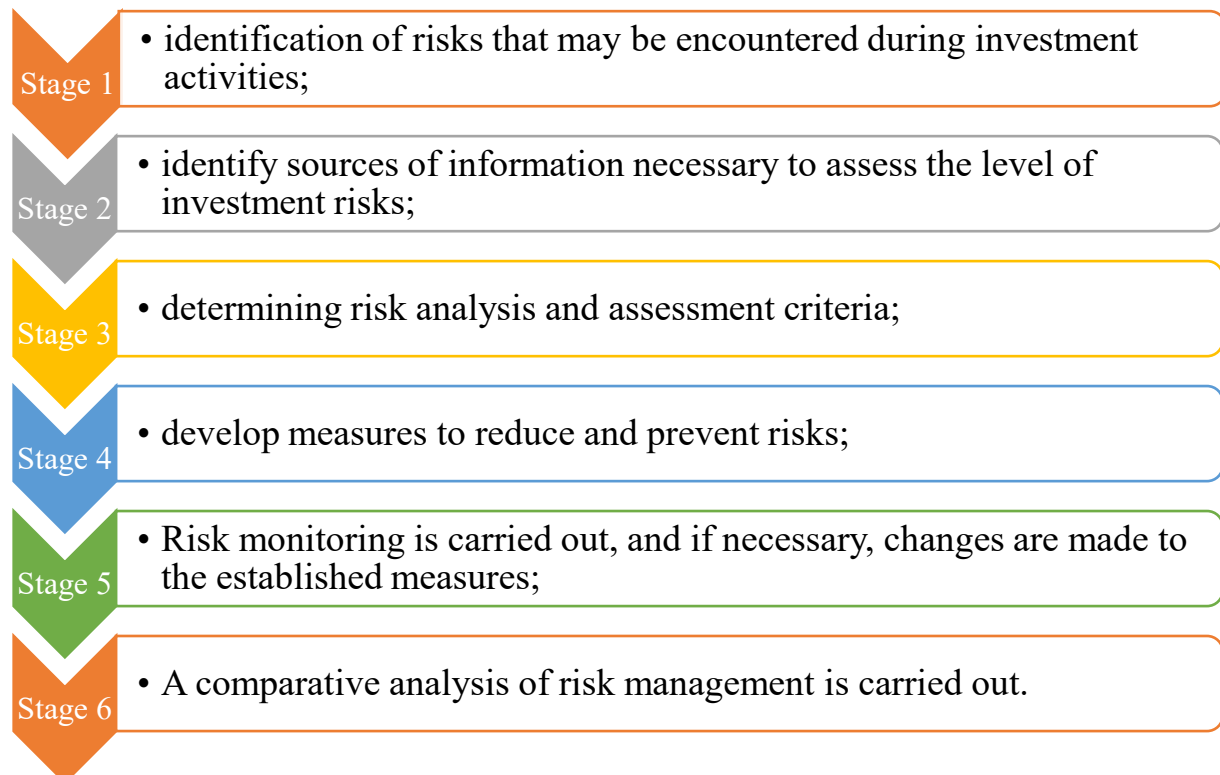 Stage 1
• identification of risks that may be encountered during investment
activities;
Stage 2
• identify sources of information necessary to assess the level of
investment risks;
Stage 3
• determining risk analysis and assessment criteria;
Stage 4
• develop measures to reduce and prevent risks;
Stage 5
• Risk monitoring is carried out, and if necessary, changes are made to
the established measures;
Stage 6
• A comparative analysis of risk management is carried out.